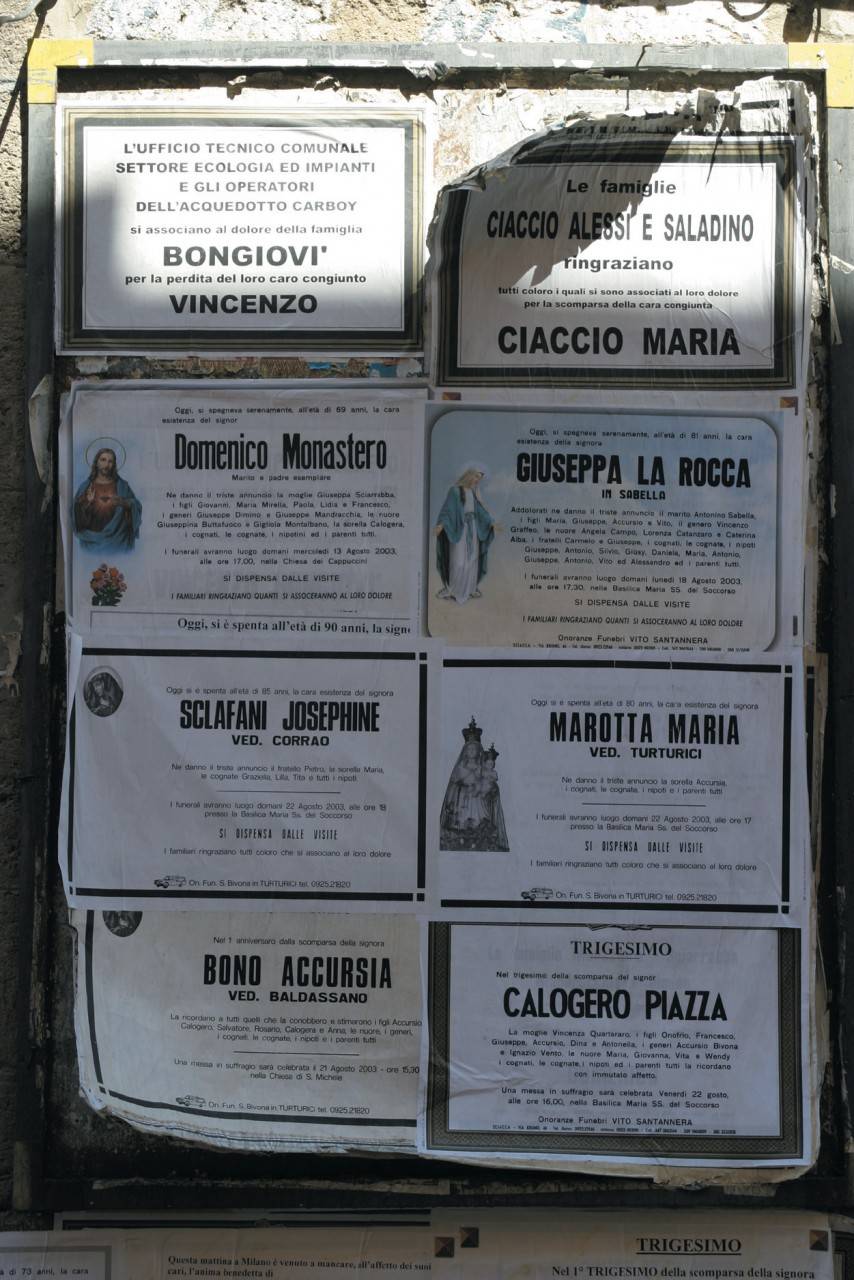 L'UFFICIO TECNICO COMUNALE
SETTORE ECOLOGIA ED IMPIANTI
E GLI OPERATORI
DELL'ACQUEDOTTO CARBOY
si associano al dolore della famiglia
BONGIOVI'
per la perdita del loro caro congiunto
VINCENZO
Le famiglie
CIACCIO ALESSI E SALADINO
ringraziano
tutti coloro i quali si sono associati al loro dolore
per la scomparsa della cara congiunta
CIACCIO MARIA
Oggi, si spegneva serenamente, all'età di 69 anni, la cara
esistenza del signor
Domenico Monastero
Marito e padre esemplare
Ne danno il triste annuncio la moglie Giuseppa Sciarrabba,
i figli Giovanni, Maria Mirella, Paola, Lidia e Francesco,
i generi Giuseppe Dimino e Giuseppe Mandracchia, le nuore
Giuseppina Buttafuoco e Gigliola Montalbano, la sorella Calogera,
i cognati, le cognate, i nipotini ed i parenti tutti.
I funerali avranno luogo domani mercoledì 13 Agosto 2003,
alle ore 17,00, nella Chiesa dei Cappuccini
SI DISPENSA DALLE VISITE
I FAMILIARI RINGRAZIANO QUANTI SI ASSOCERANNO AL LORO DOLORE
Oggi, si è spenta all'età di 90 anni, la signo
Oggi, si spegneva serenamente, all'età di 81 anni, la cara
esistenza della signora
GIUSEPPA LA ROCCA
IN SABELLA
Addolorati ne danno il triste annuncio il marito Antonino Sabella,
i figli Maria, Giuseppe, Accursio e Vito, il genero Vincenzo
Graffeo, le nuore Angela Campo, Lorenza Catanzaro e Caterina
Alba, i fratelli Carmelo e Giuseppe, i cognati, le cognate, i nipoti
Giuseppe, Antonio, Silvio, Giusy, Daniela, Maria, Antonio,
Giuseppe, Antonio, Vito ed Alessandro ed i parenti tutti.
I funerali avranno luogo domani lunedì 18 Agosto 2003,
alle ore 17,30, nella Basilica Maria SS. del Soccorso
SI DISPENSA DALLE VISITE
I FAMILIARI RINGRAZIANO QUANTI SI ASSOCERANNO AL LORO DOLORE
Onoranze Funebri VITO SANTANNERA
Oggi si è spenta all'età di 85 anni, la cara esistenza del signora
SCLAFANI JOSEPHINE
VED. CORRAO
Ne danno il triste annuncio il fratello Pietro, la sorella Maria,
le cognate Graziella, Lilla, Tita e tutti i nipoti
I funerali avranno luogo domani 22 Agosto 2003, alle ore 18
presso la Basilica Maria Ss. del Soccorso
SI DISPENSA DALLE VISITE
I familiari ringraziano tutti coloro che si associano al loro dolore
On. Fun. S. Bivona in TURTURICI tel. 0925.21820
Oggi si è spenta all'età di 80 anni, la cara esistenza del signora
MAROTTA MARIA
VED. TURTURICI
Ne danno il triste annuncio la sorella Accursia,
i cognati, le cognate, i nipoti e i parenti tutti
I funerali avranno luogo domani 22 Agosto 2003, alle ore 17
presso la Basilica Maria Ss. del Soccorso
SI DISPENSA DALLE VISITE
I familiari ringraziano tutti coloro che si associano al loro dolore
On. Fun. S. Bivona in TURTURICI tel. 0925.21820
Nel 1 anniversaro dalla scomparsa della signora
BONO ACCURSIA
VED. BALDASSANO
La ricordano a tutti quelli che la conobbero e stimarono i figli Accursio
Calogero, Salvatore, Rosario, Calogera e Anna, le nuore, i generi,
i cognati, le cognate, i nipoti e i parenti tutti
Una messa in suffragio sarà celebrata il 21 Agosto 2003 - ore 15,30
nella Chiesa di S. Michele
On. Fun. S. Bivona in TURTURICI tel. 0925.21820
TRIGESIMO
Nel trigesimo della scomparsa del signor
CALOGERO PIAZZA
La moglie Vincenza Quartararo, i figli Onofrio, Francesco,
Giuseppe, Accursio, Dina e Antonella, i generi Accursio Bivona
e Ignazio Vento, le nuore Maria, Giovanna, Vita e Wendy
i cognati, le cognate, i nipoti ed i parenti tutti la ricordano
con immutato affetto.
Una messa in suffragio sarà celebrata Venerdì 22 gosto,
alle ore 16,00, nella Basilica Maria SS. del Soccorso
Onoranze Funebri VITO SANTANNERA
à di 73 anni, la cara
Questa mattina a Milano è venuto a mancare, all'affetto dei suoi
cari, l'anima benedetta di
TRIGESIMO
Nel 1° TRIGESIMO della scomparsa della signora